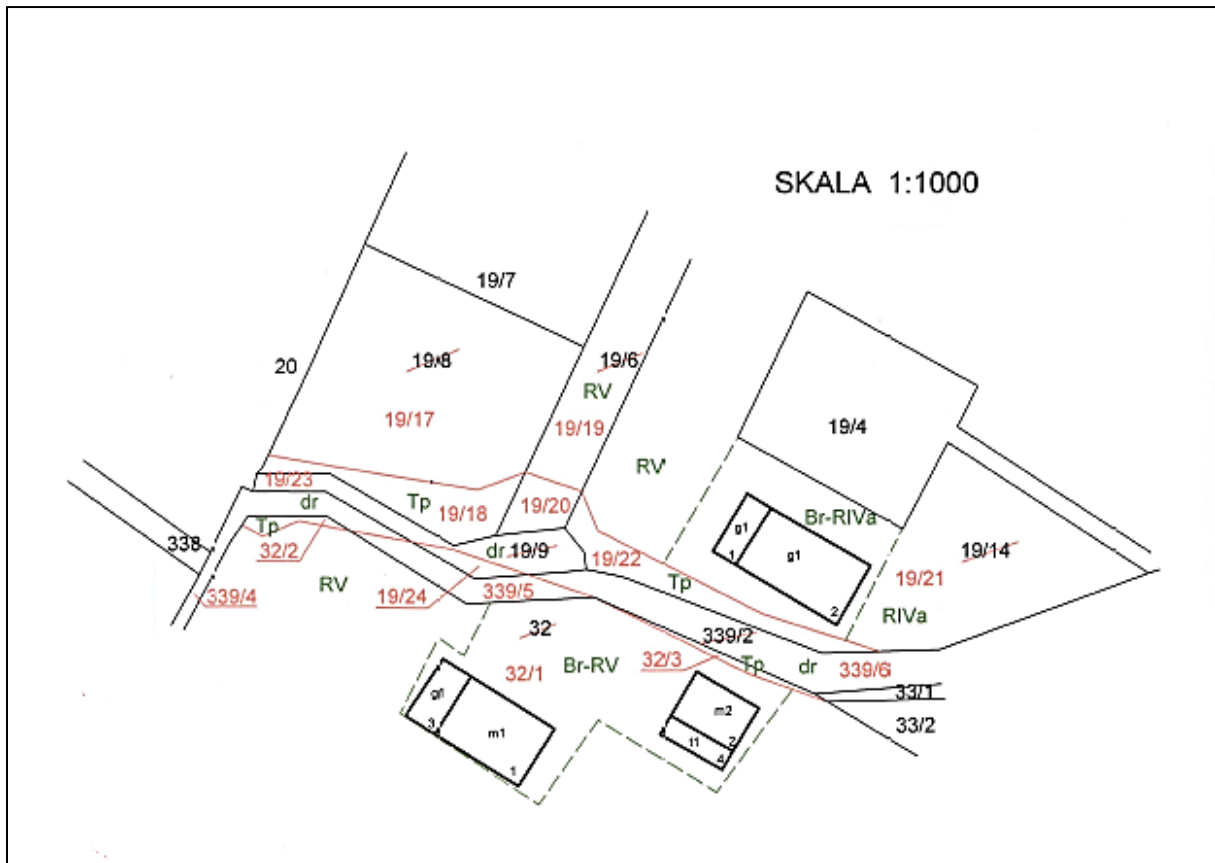 SKALA 1:1000
19/7
20
19/8
19/6
RV
19/17
19/19
19/4
RV
Br-RIVa
19/23
Tp
19/18
19/20
g1
g1
1
2
19/14
dr
338
Tp
32/2
dr
19/9
19/22
Tp
19/21
RIVa
RV
339/4
19/24
339/5
32
339/2
32/1
Br-RV
32/3
Tp
dr
339/6
33/1
33/2
g1
3
m1
1
m2
2
t1
4